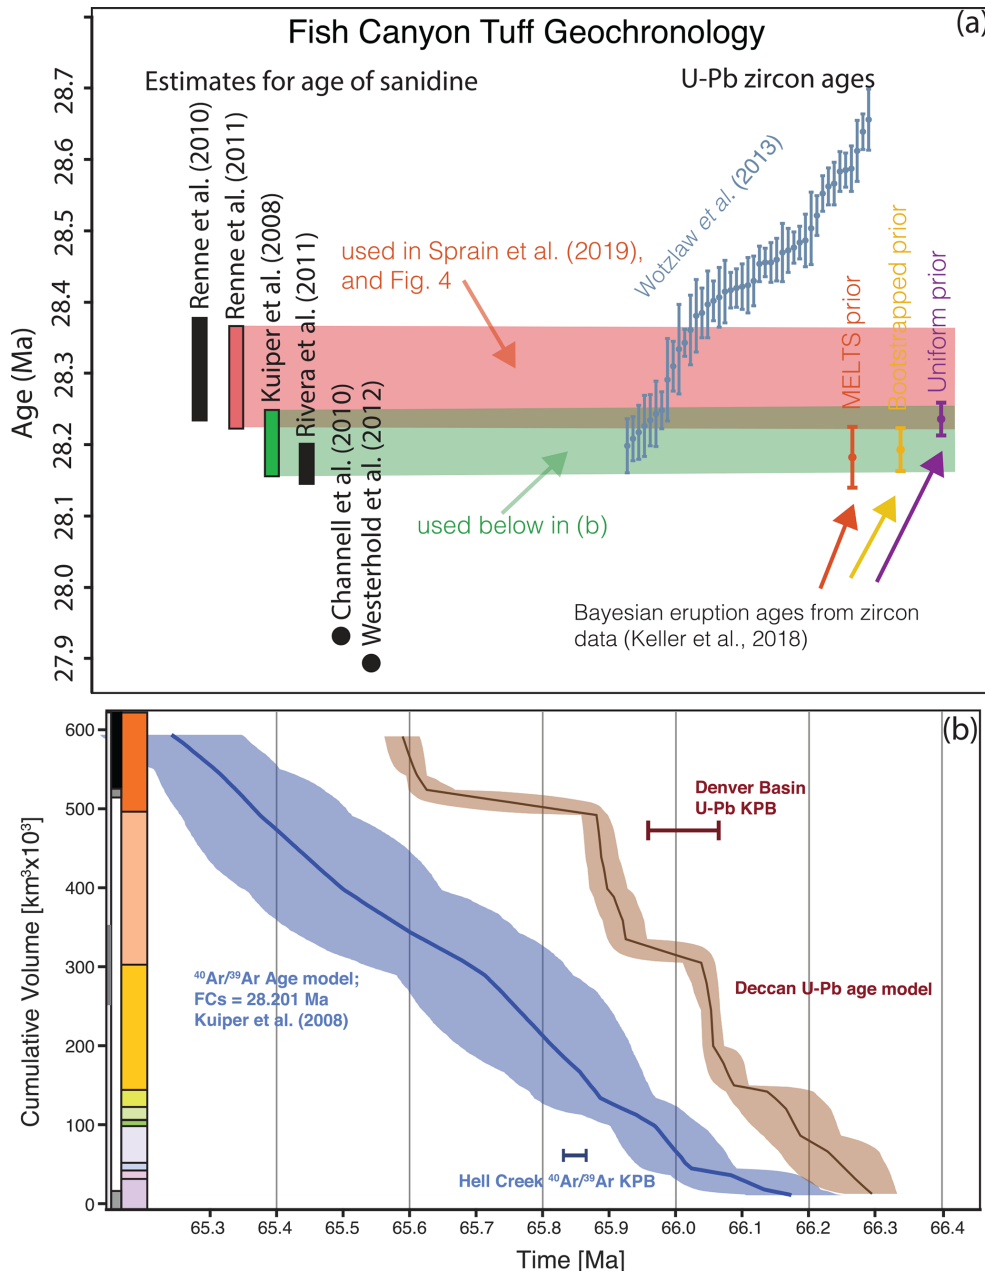 Fish Canyon Tuff Geochronology
(a)
Estimates for age of sanidine
U-Pb zircon ages
Age (Ma)
28.7
28.6
28.5
28.4
28.3
28.2
28.1
28.0
27.9
Renne et al. (2010)
Renne et al. (2011)
Kuiper et al. (2008)
Rivera et al. (2011)
Channell et al. (2010)
Westerhold et al. (2012)
used in Sprain et al. (2019),
and Fig. 4
Wotzlaw et al. (2013)
MELTS prior
Bootstrapped prior
Uniform prior
used below in (b)
Bayesian eruption ages from zircon
data (Keller et al., 2018)
(b)
Cumulative Volume [km³x10³]
600
500
400
300
200
100
0
Denver Basin
U-Pb KPB
⁴⁰Ar/³⁹Ar Age model;
FCs = 28.201 Ma
Kuiper et al. (2008)
Deccan U-Pb age model
Hell Creek ⁴⁰Ar/³⁹Ar KPB
65.3 65.4 65.5 65.6 65.7 65.8 65.9 66.0 66.1 66.2 66.3 66.4
Time [Ma]